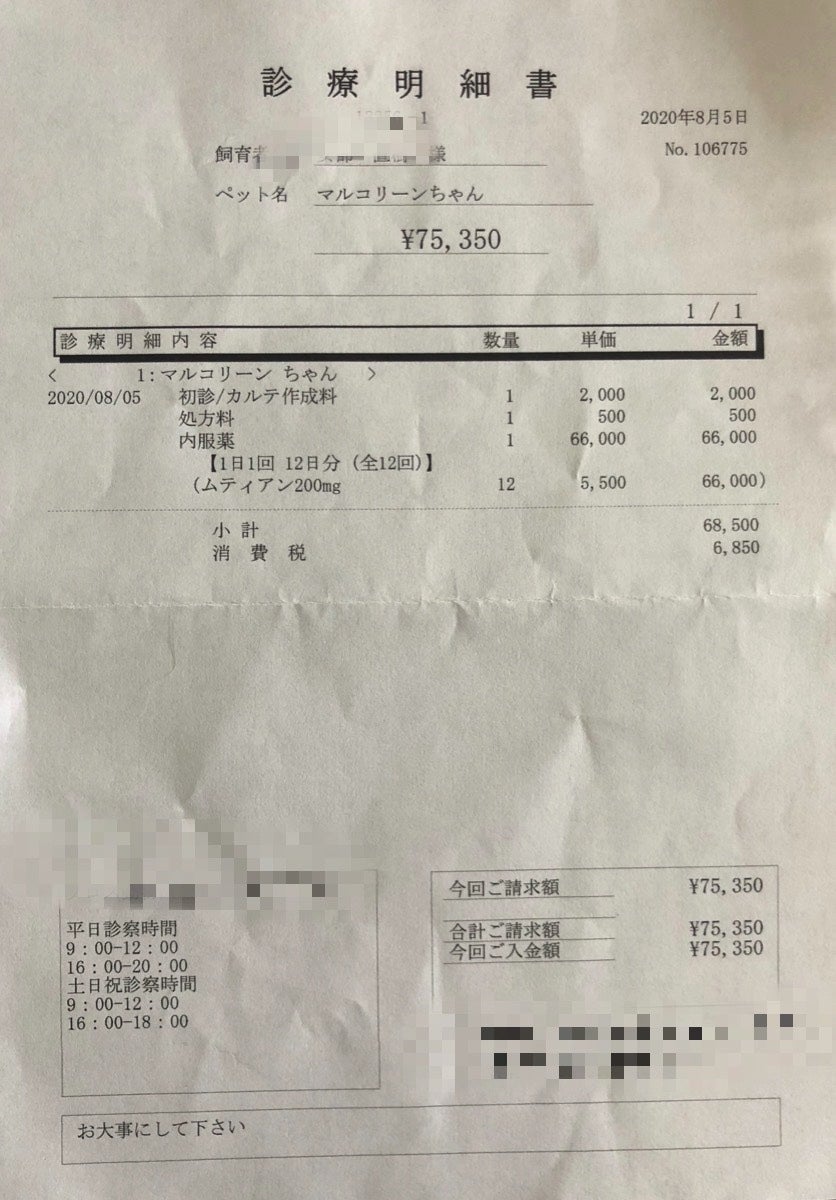 診療明細書
2020年8月5日
飼育者 様
No.106775
ペット名 マルコリーンちゃん
¥75,350
1 / 1
診療明細内容 数量 単価 金額
< 1:マルコリーン ちゃん >
2020/08/05 初診/カルテ作成料 1 2,000 2,000
処方料 1 500 500
内服薬 1 66,000 66,000
【1日1回 12日分 (全12回)】
(ムティアン200mg 12 5,500 66,000)
小 計 68,500
消 費 税 6,850
今回ご請求額 ¥75,350
合計ご請求額 ¥75,350
今回ご入金額 ¥75,350
平日診察時間
9:00-12:00
16:00-20:00
土日祝診察時間
9:00-12:00
16:00-18:00
お大事にして下さい